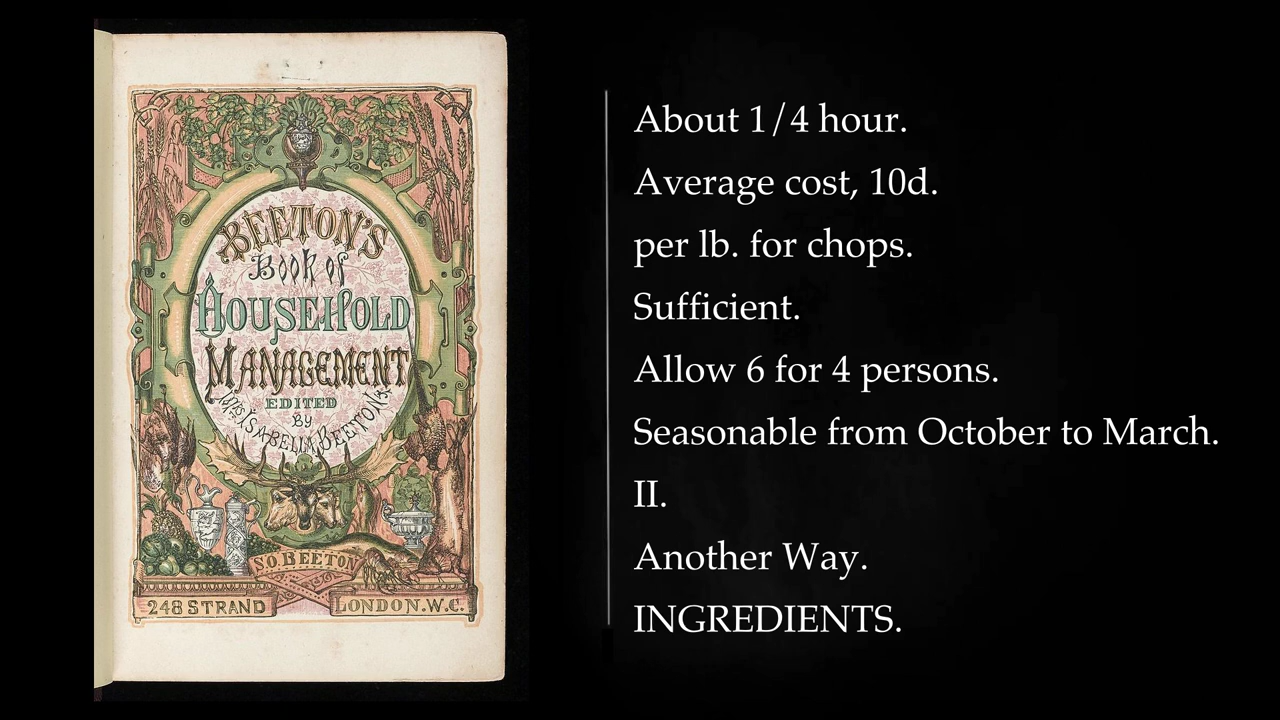 BEETON'S
Book of
HOUSEHOLD
MANAGEMENT
EDITED
BY
MRS ISABELLA BEETON
S.O. BEETON
248 STRAND
LONDON. W.C.
About 1/4 hour.
Average cost, 10d.
per lb. for chops.
Sufficient.
Allow 6 for 4 persons.
Seasonable from October to March.
II.
Another Way.
INGREDIENTS.